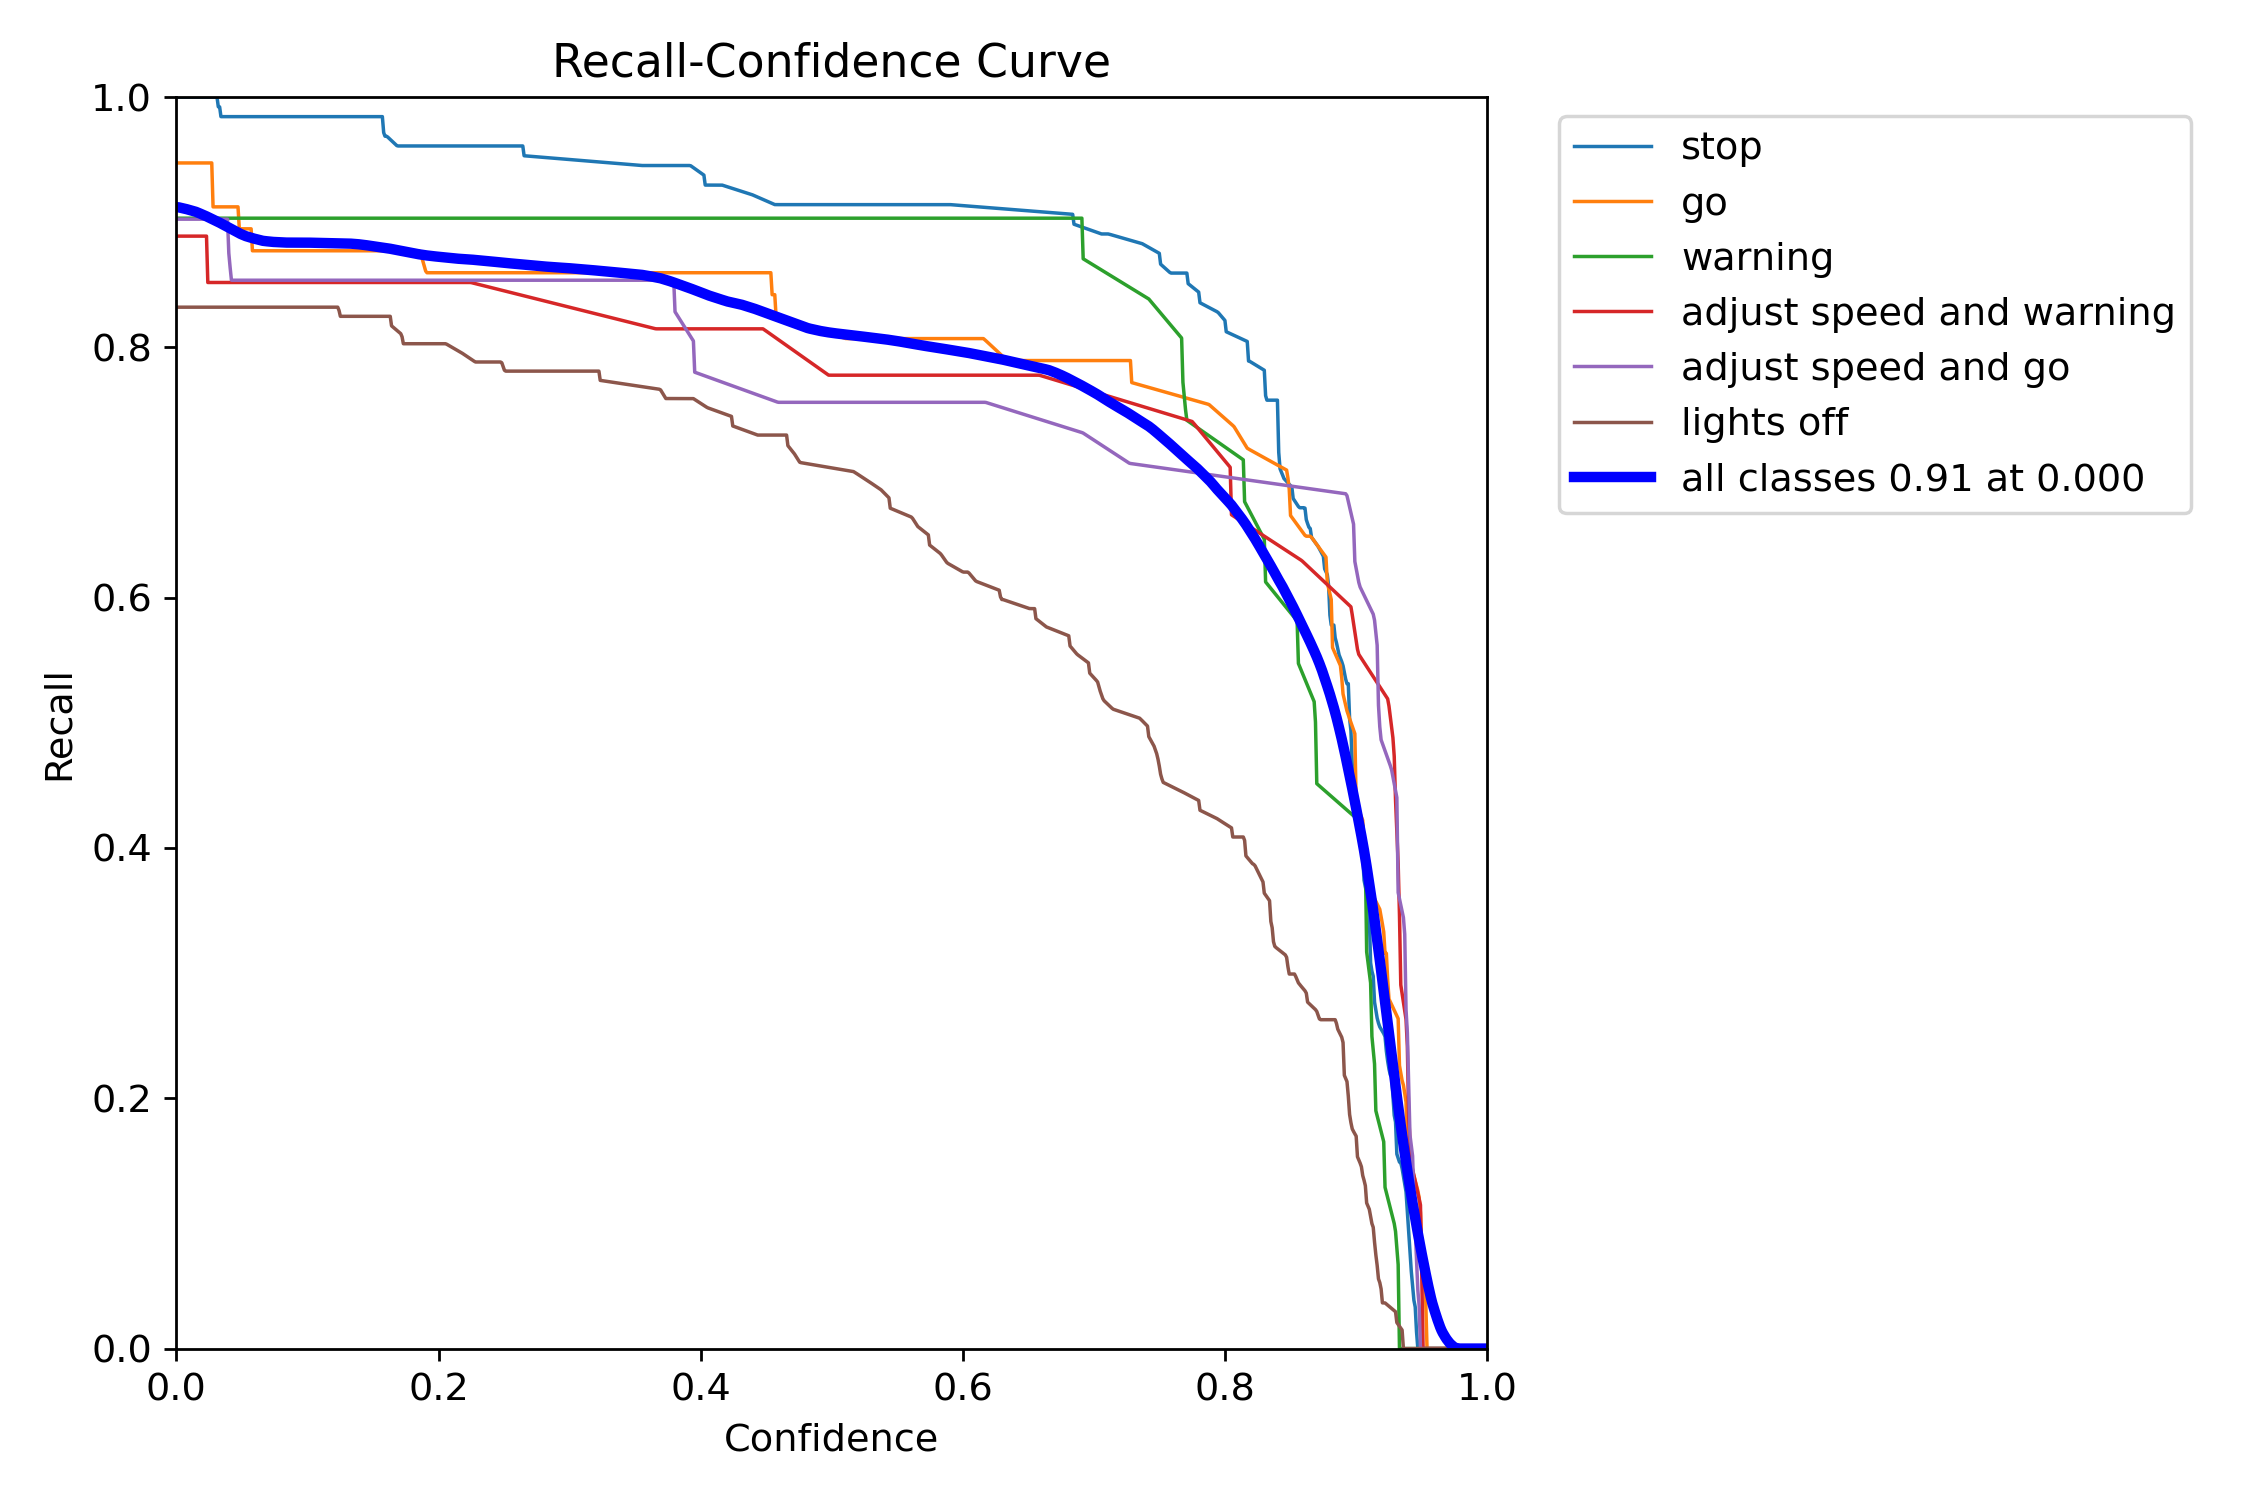 Recall-Confidence Curve
1.0
0.8
0.6
0.4
0.2
0.0
Recall
0.0 0.2 0.4 0.6 0.8 1.0
Confidence
stop
go
warning
adjust speed and warning
adjust speed and go
lights off
all classes 0.91 at 0.000